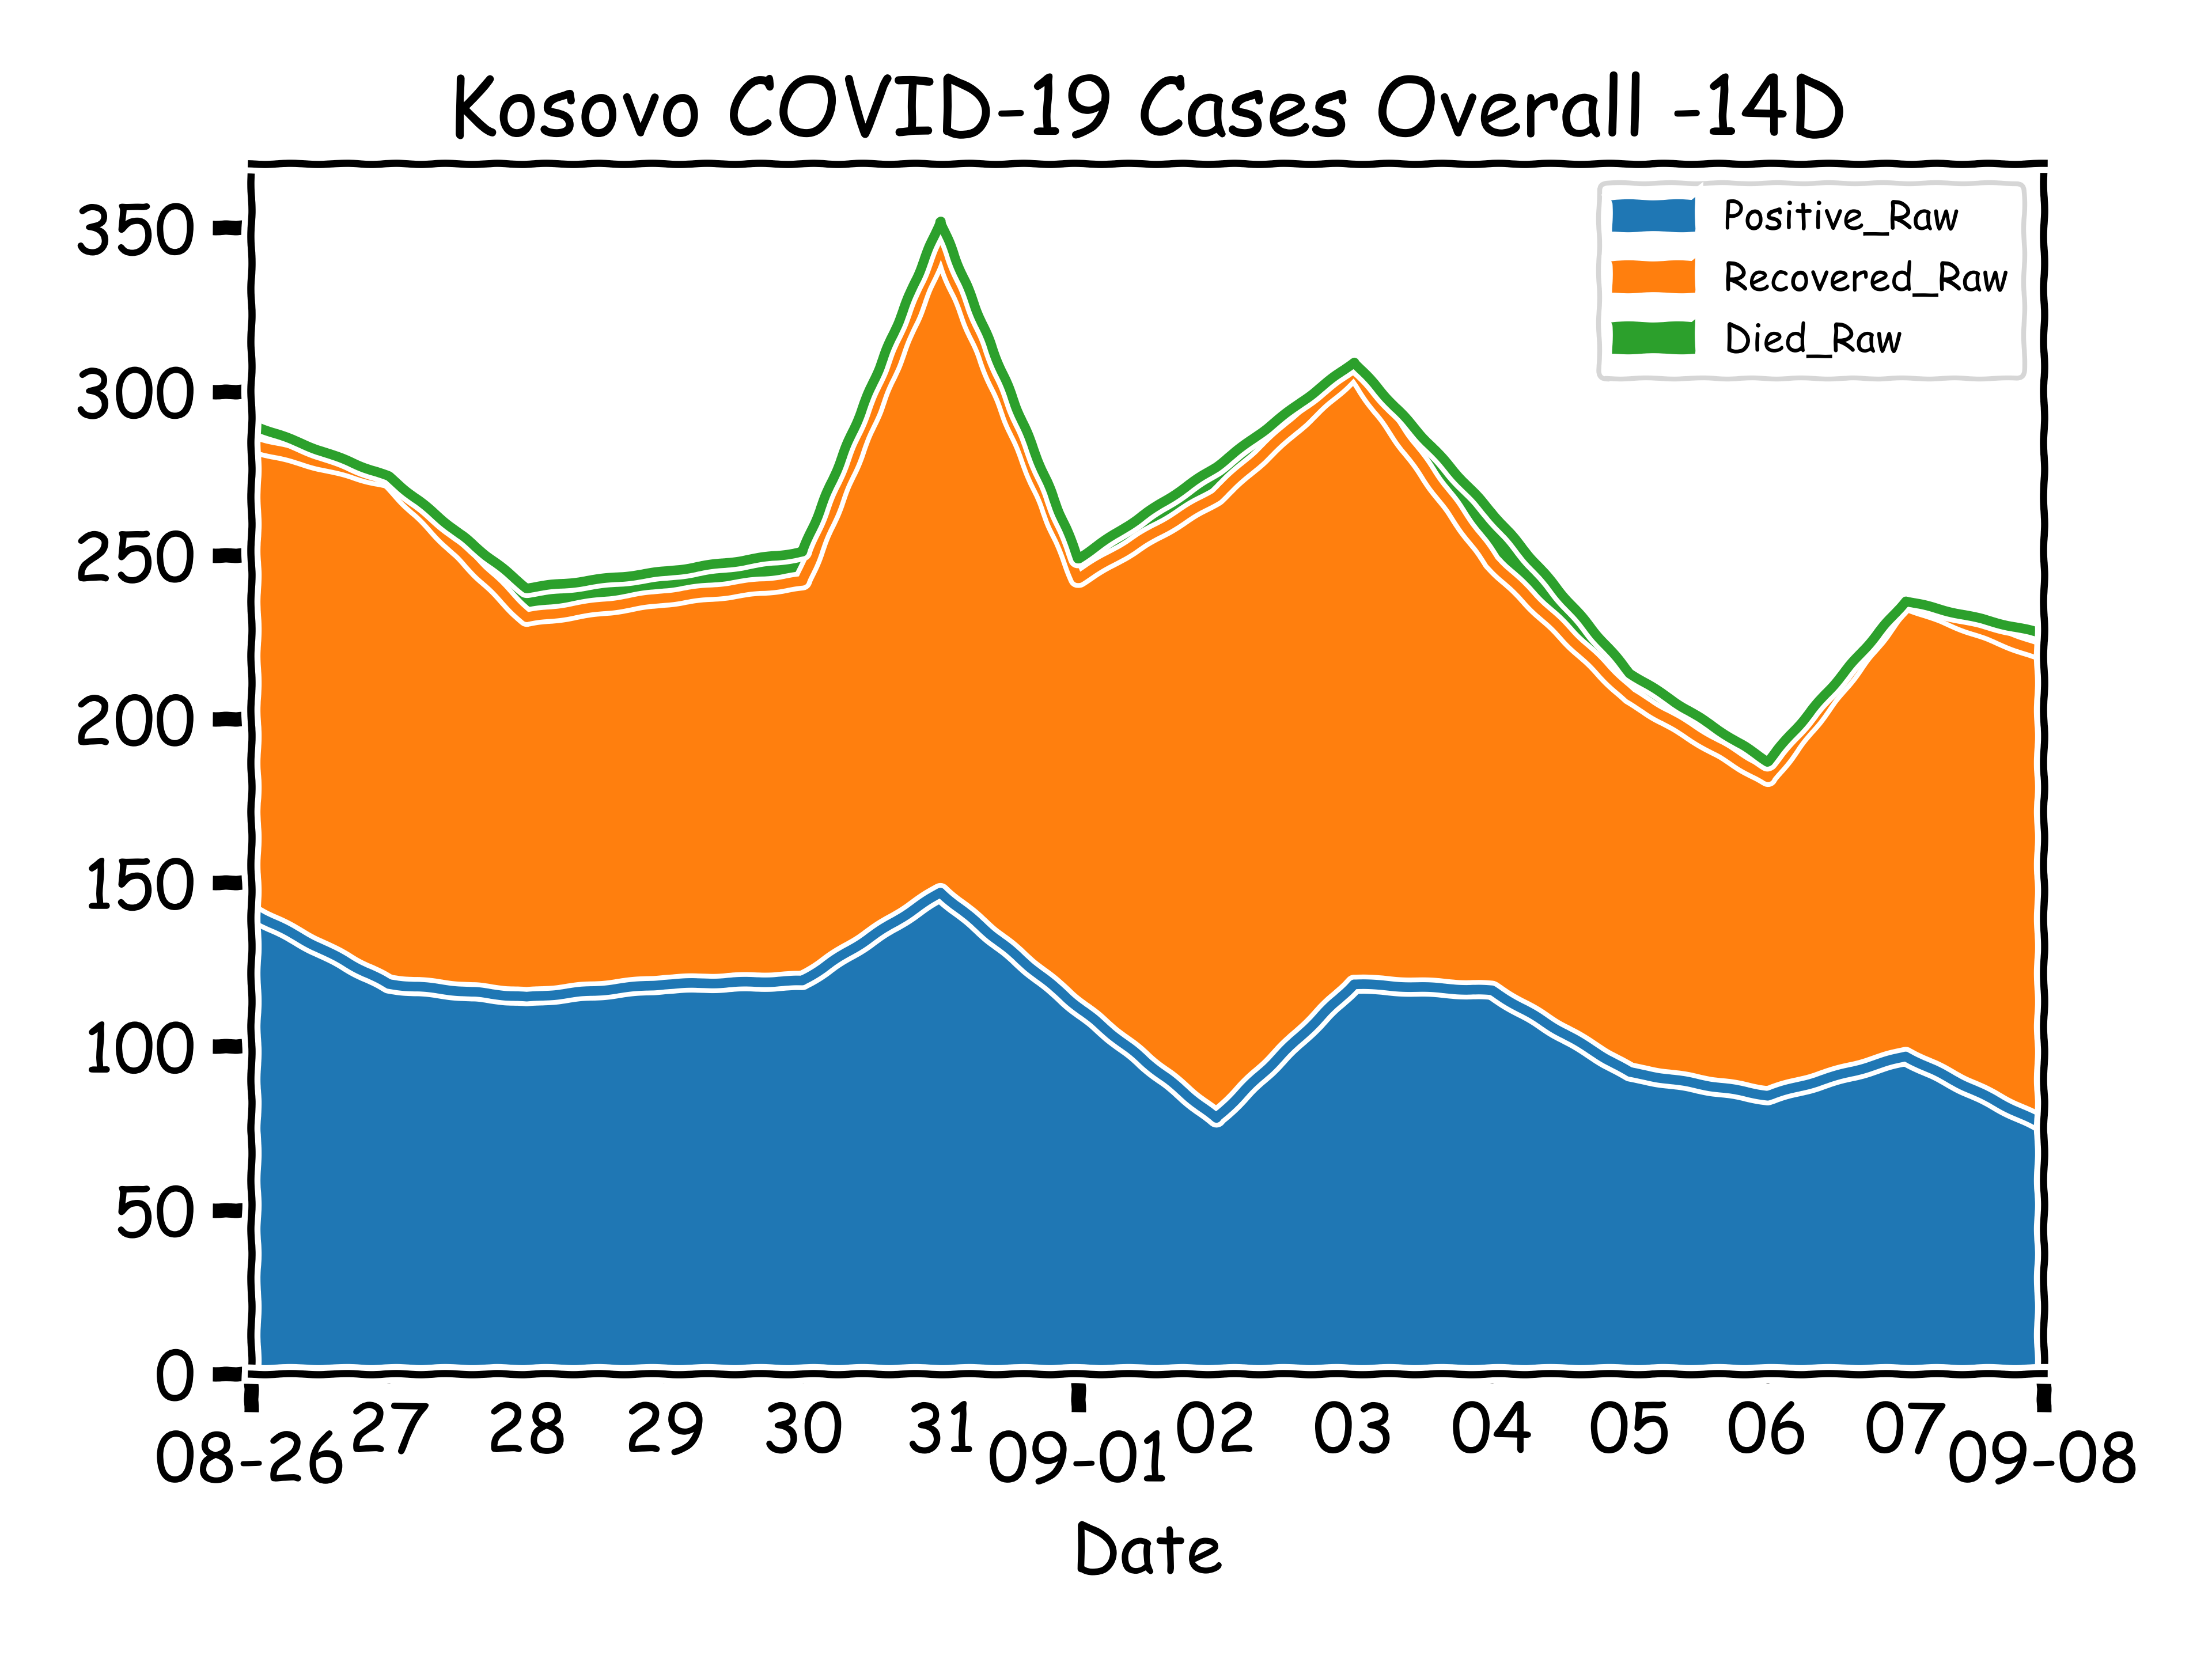 Kosovo COVID-19 Cases Overall -14D
Positive_Raw
Recovered_Raw
Died_Raw
350
300
250
200
150
100
50
0
08-26 27 28 29 30 31 09-01 02 03 04 05 06 07 09-08
Date